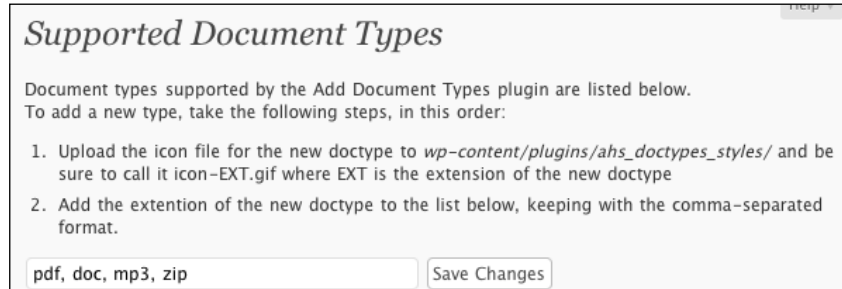 Help
Supported Document Types
Document types supported by the Add Document Types plugin are listed below.
To add a new type, take the following steps, in this order:
1. Upload the icon file for the new doctype to wp-content/plugins/ahs_doctypes_styles/ and be
sure to call it icon-EXT.gif where EXT is the extension of the new doctype
2. Add the extention of the new doctype to the list below, keeping with the comma-separated
format.
pdf, doc, mp3, zip
Save Changes